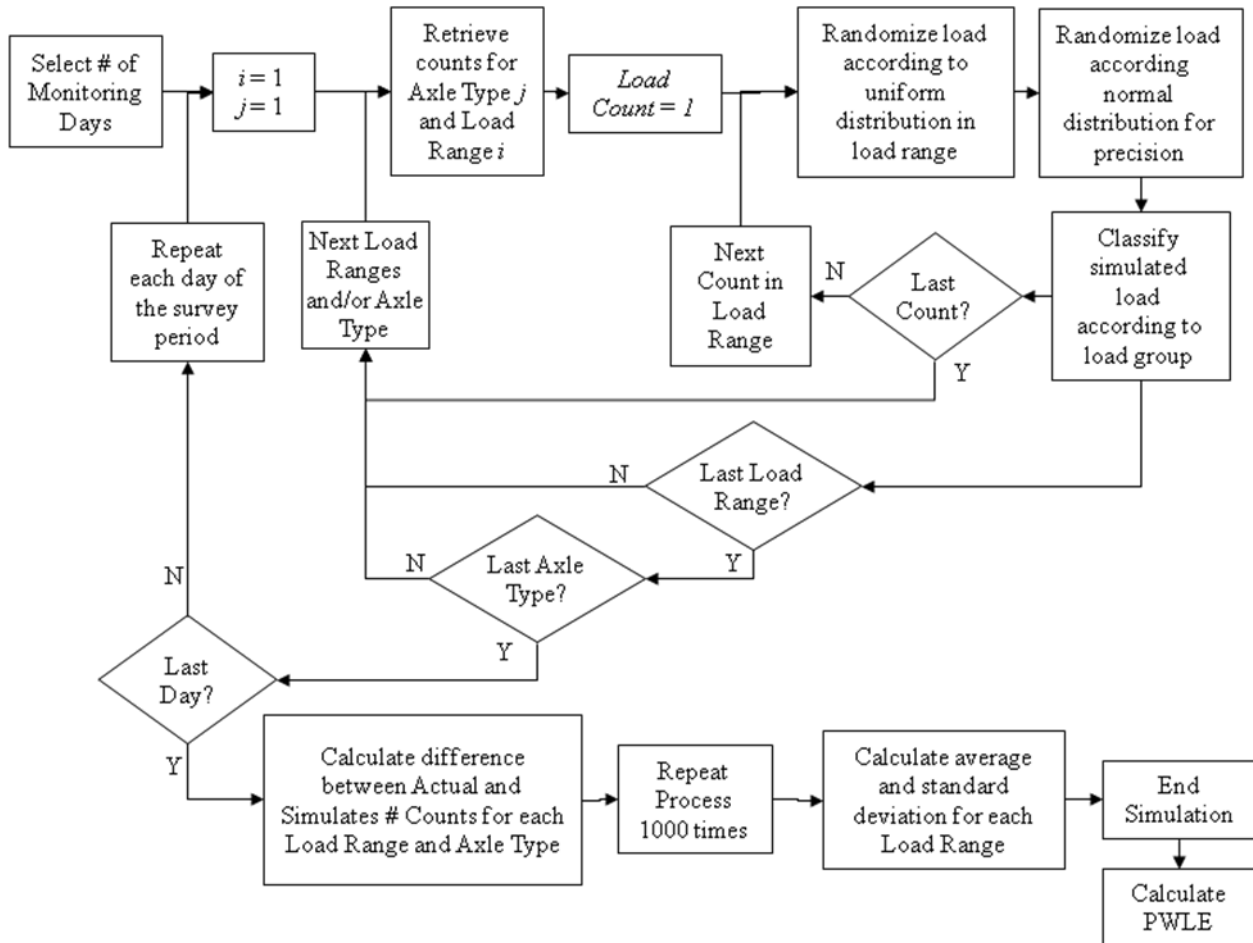 Select # of
Monitoring
Days
i = 1
j = 1
Retrieve
counts for
Axle Type j
and Load
Range i
Load
Count = 1
Randomize load
according to
uniform
distribution in
load range
Randomize load
according
normal
distribution for
precision
Repeat
each day of
the survey
period
Next Load
Ranges
and/or Axle
Type
Next
Count in
Load
Range
N
Last
Count?
Y
Classify
simulated
load
according to
load group
N
Last Load
Range?
Y
N
Last Axle
Type?
Y
N
Last
Day?
Y
Calculate difference
between Actual and
Simulates # Counts for each
Load Range and Axle Type
Repeat
Process
1000 times
Calculate average
and standard
deviation for each
Load Range
End
Simulation
Calculate
PWLE